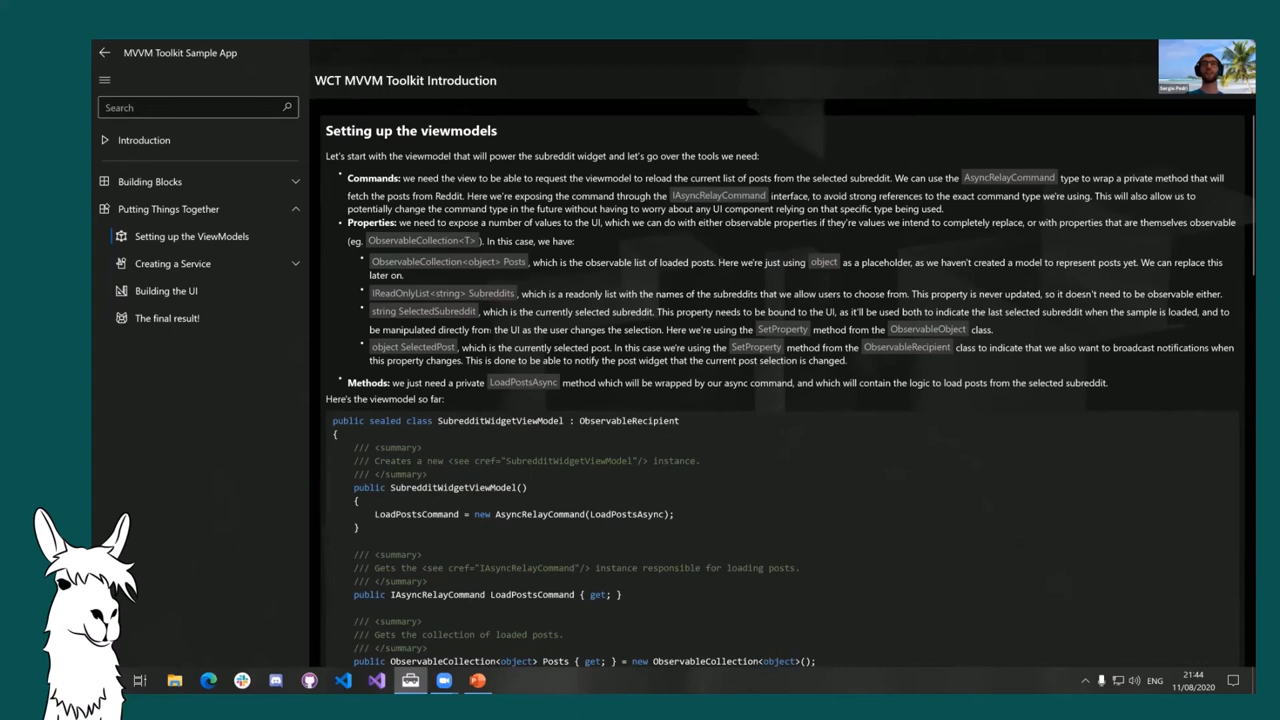 MVVM Toolkit Sample App
Search
Introduction
Building Blocks
Putting Things Together
Setting up the ViewModels
Creating a Service
Building the UI
The final result!
WCT MVVM Toolkit Introduction
Sergio Pedri
Setting up the viewmodels
Let's start with the viewmodel that will power the subreddit widget and let's go over the tools we need:
• Commands: we need the view to be able to request the viewmodel to reload the current list of posts from the selected subreddit. We can use the AsyncRelayCommand type to wrap a private method that will
fetch the posts from Reddit. Here we're exposing the command through the IAsyncRelayCommand interface, to avoid strong references to the exact command type we're using. This will also allow us to
potentially change the command type in the future without having to worry about any UI component relying on that specific type being used.
• Properties: we need to expose a number of values to the UI, which we can do with either observable properties if they're values we intend to completely replace, or with properties that are themselves observable
(eg. ObservableCollection<T>). In this case, we have:
• ObservableCollection<object> Posts, which is the observable list of loaded posts. Here we're just using object as a placeholder, as we haven't created a model to represent posts yet. We can replace this
later on.
• IReadOnlyList<string> Subreddits, which is a readonly list with the names of the subreddits that we allow users to choose from. This property is never updated, so it doesn't need to be observable either.
• string SelectedSubreddit, which is the currently selected subreddit. This property needs to be bound to the UI, as it'll be used both to indicate the last selected subreddit when the sample is loaded, and to
be manipulated directly from the UI as the user changes the selection. Here we're using the SetProperty method from the ObservableObject class.
• object SelectedPost, which is the currently selected post. In this case we're using the SetProperty method from the ObservableRecipient class to indicate that we also want to broadcast notifications when
this property changes. This is done to be able to notify the post widget that the current post selection is changed.
• Methods: we just need a private LoadPostsAsync method which will be wrapped by our async command, and which will contain the logic to load posts from the selected subreddit.
Here's the viewmodel so far:
public sealed class SubredditWidgetViewModel : ObservableRecipient
{
/// <summary>
/// Creates a new <see cref="SubredditWidgetViewModel"/> instance.
/// </summary>
public SubredditWidgetViewModel()
{
LoadPostsCommand = new AsyncRelayCommand(LoadPostsAsync);
}
/// <summary>
/// Gets the <see cref="IAsyncRelayCommand"/> instance responsible for loading posts.
/// </summary>
public IAsyncRelayCommand LoadPostsCommand { get; }
/// <summary>
/// Gets the collection of loaded posts.
/// </summary>
public ObservableCollection<object> Posts { get; } = new ObservableCollection<object>();
ENG
21:44
11/08/2020